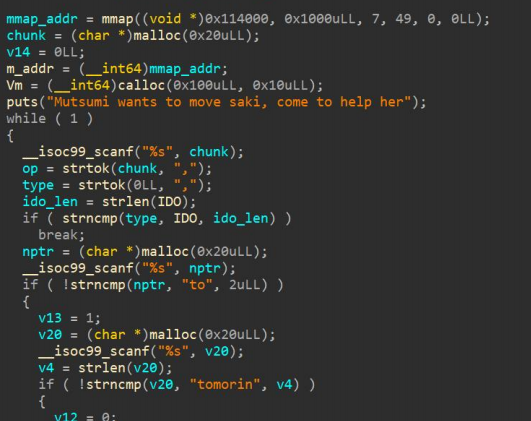 mmap_addr = mmap((void *)0x114000, 0x1000uLL, 7, 49, 0, 0LL);
chunk = (char *)malloc(0x20uLL);
v14 = 0LL;
m_addr = (__int64)mmap_addr;
Vm = (__int64)calloc(0x100uLL, 0x10uLL);
puts("Mutsumi wants to move saki, come to help her");
while ( 1 )
{
  __isoc99_scanf("%s", chunk);
  op = strtok(chunk, ",");
  type = strtok(0LL, ",");
  ido_len = strlen(IDO);
  if ( strncmp(type, IDO, ido_len) )
    break;
  nptr = (char *)malloc(0x20uLL);
  __isoc99_scanf("%s", nptr);
  if ( !strncmp(nptr, "to", 2uLL) )
  {
    v13 = 1;
    v20 = (char *)malloc(0x20uLL);
    __isoc99_scanf("%s", v20);
    v4 = strlen(v20);
    if ( !strncmp(v20, "tomorin", v4) )
    {
      v12 = 0;